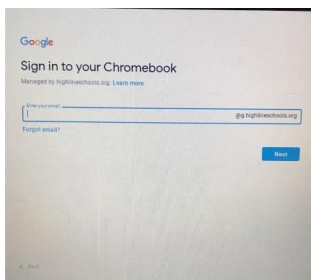 Google
Sign in to your Chromebook
Managed by highlineschools.org Learn more
Enter your email
@g.highlineschools.org
Forgot email?
Next
Back